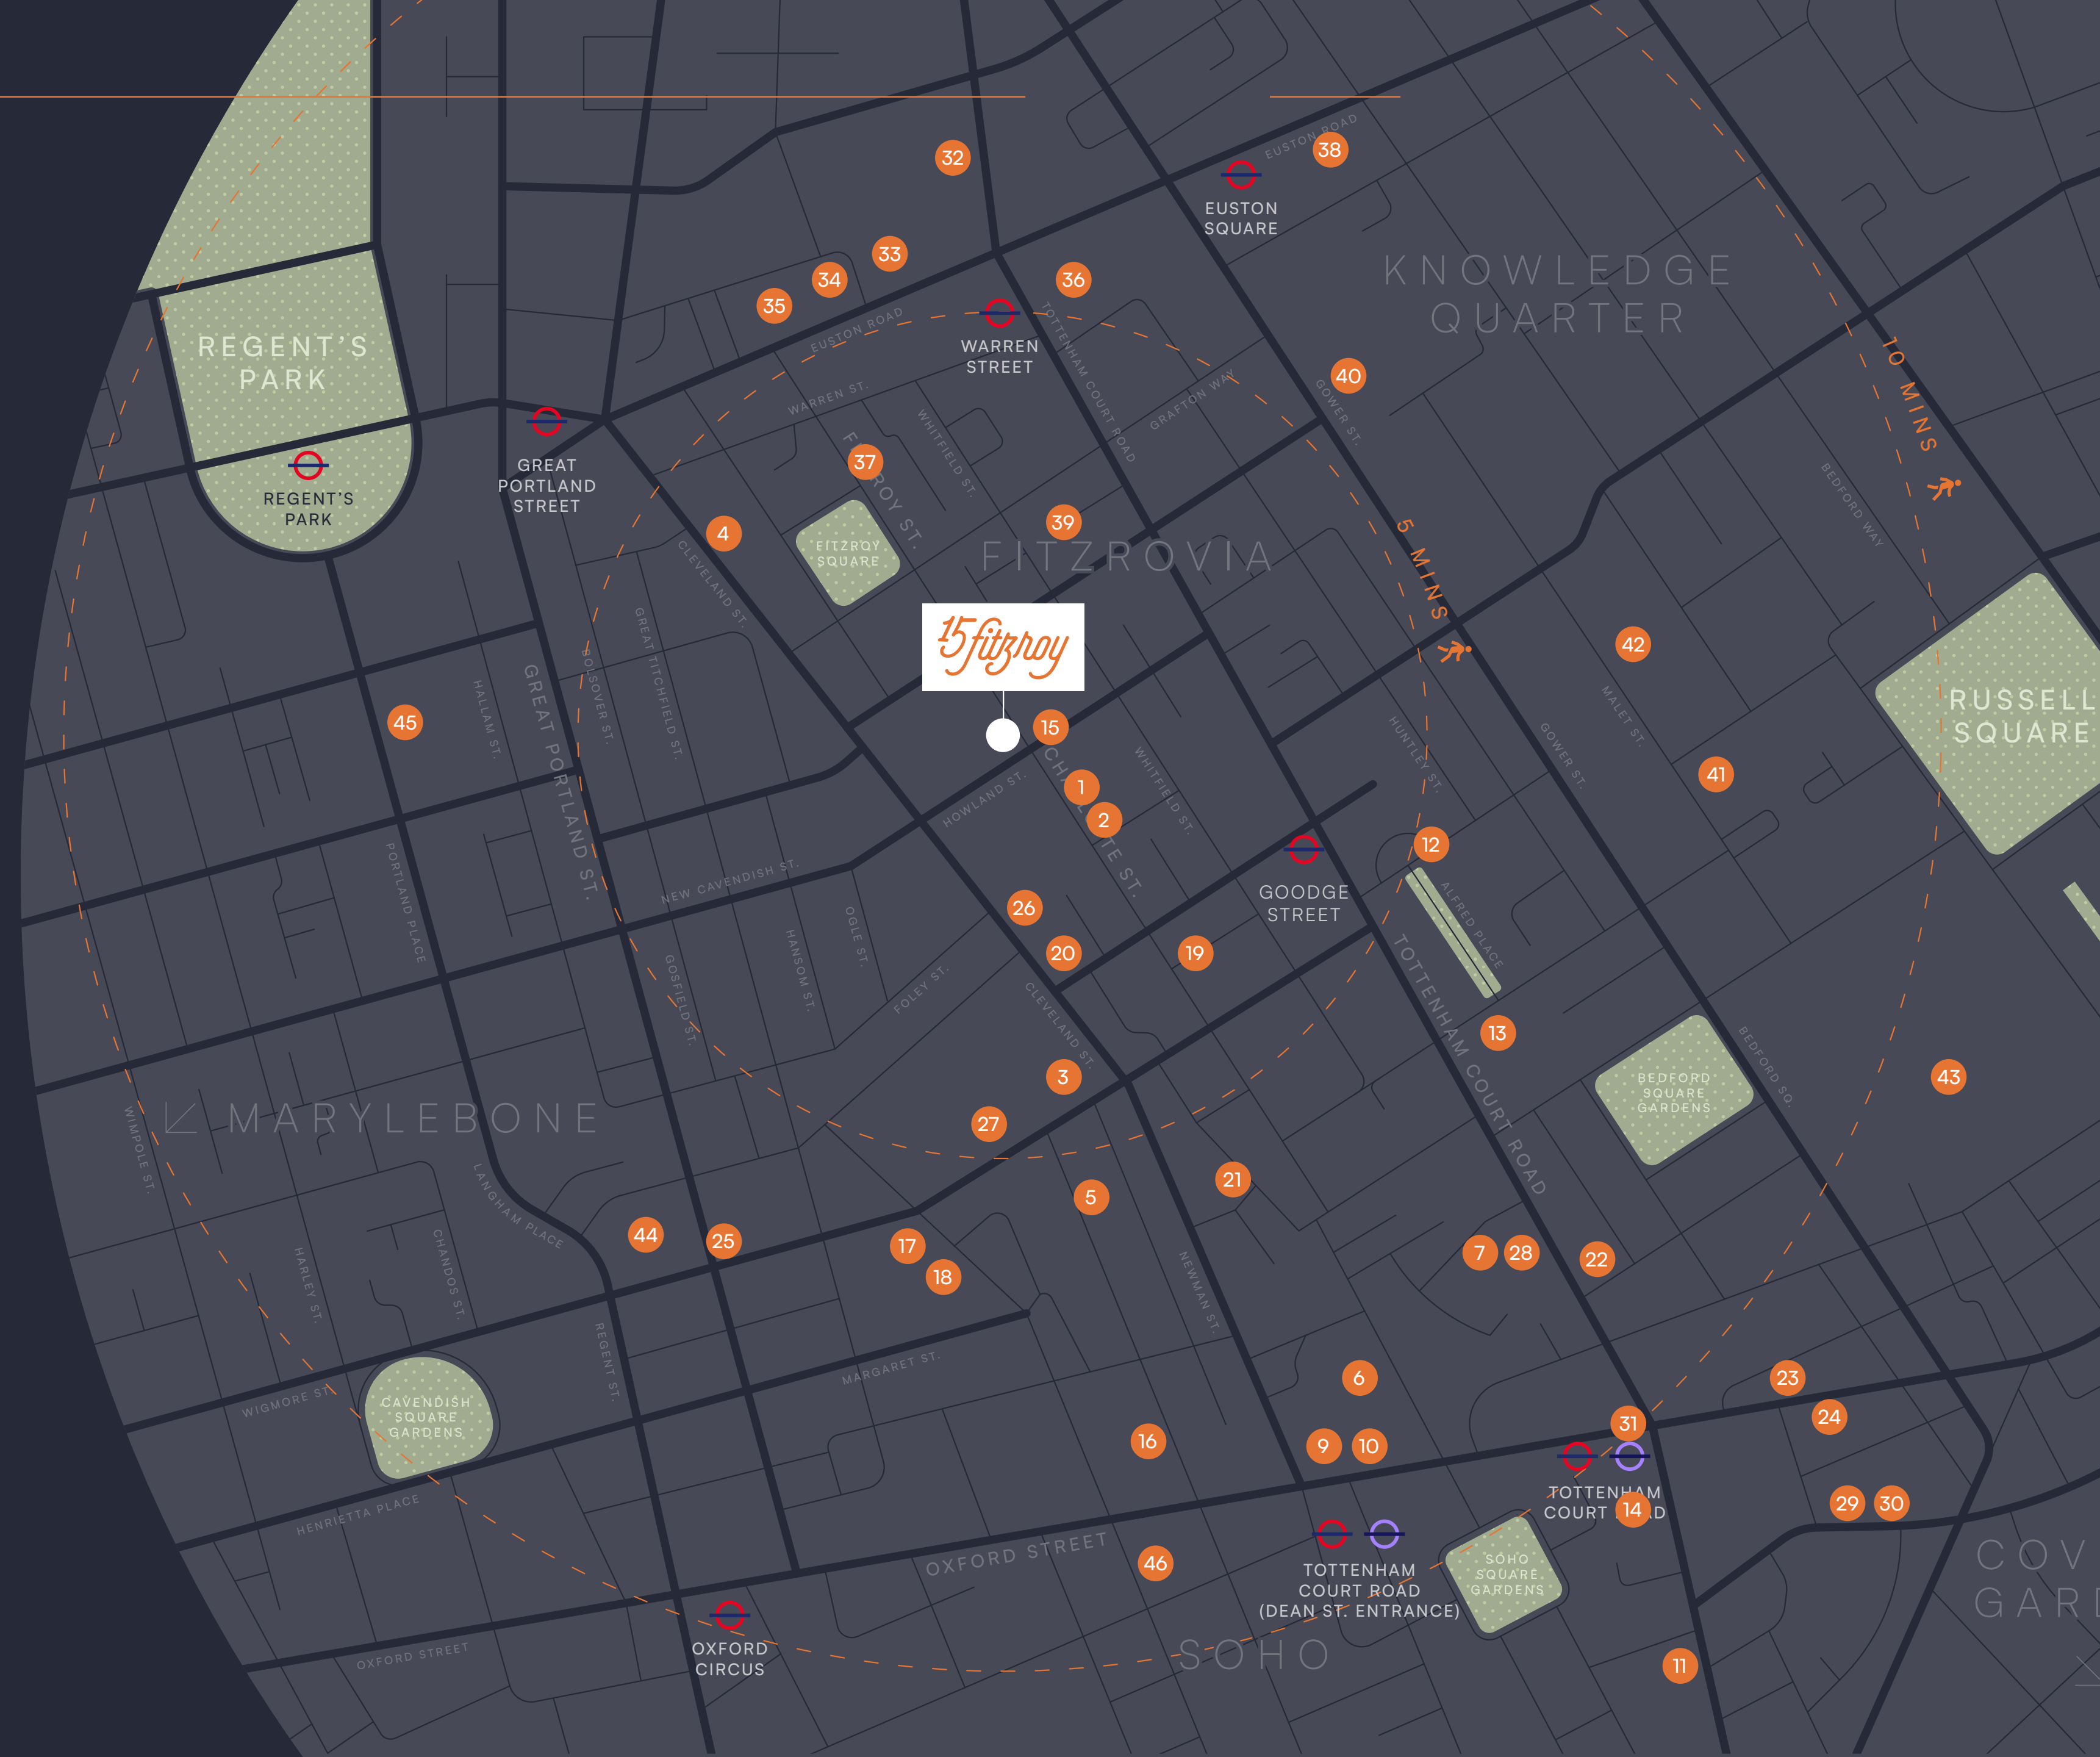 32
38
EUSTON ROAD
EUSTON
SQUARE
33
34
35
36
EUSTON ROAD
KNOWLEDGE
QUARTER
WARREN
STREET
TOTTENHAM COURT ROAD
REGENT'S
PARK
10 MINS
40
GOWER ST.
WARREN ST.
GRAFTON WAY
WHITFIELD ST.
GREAT
PORTLAND
STREET
REGENT'S
PARK
37
BEDFORD WAY
4
39
FITZROY
SQUARE
FITZROVIA
5 MINS
CLEVELAND ST.
15 fitzroy
42
GREAT TITCHFIELD ST.
BOLSOVER ST.
HALLAM ST.
GREAT PORTLAND ST.
45
15
RUSSELL
SQUARE
MALET ST.
GOWER ST.
HUNTLEY ST.
WHITFIELD ST.
41
1
2
HOWLAND ST.
12
GOODGE
STREET
NEW CAVENDISH ST.
PORTLAND PLACE
26
20
19
ALFRED PLACE
OGLE ST.
HANSOM ST.
GOSFIELD ST.
FOLEY ST.
CLEVELAND ST.
TOTTENHAM COURT ROAD
13
3
BEDFORD
SQUARE
GARDENS
BEDFORD SQ.
43
MARYLEBONE
WIMPOLE ST.
27
21
5
LANGHAM PLACE
44
25
17
18
7
28
22
HARLEY ST.
CHANDOS ST.
NEWMAN ST.
REGENT ST.
MARGARET ST.
6
23
24
CAVENDISH
SQUARE
GARDENS
WIGMORE ST.
16
9
10
31
TOTTENHAM
14
29
30
HENRIETTA PLACE
OXFORD STREET
46
TOTTENHAM
COURT ROAD
(DEAN ST. ENTRANCE)
SOHO
SQUARE
GARDENS
OXFORD
CIRCUS
OXFORD STREET
SOHO
11